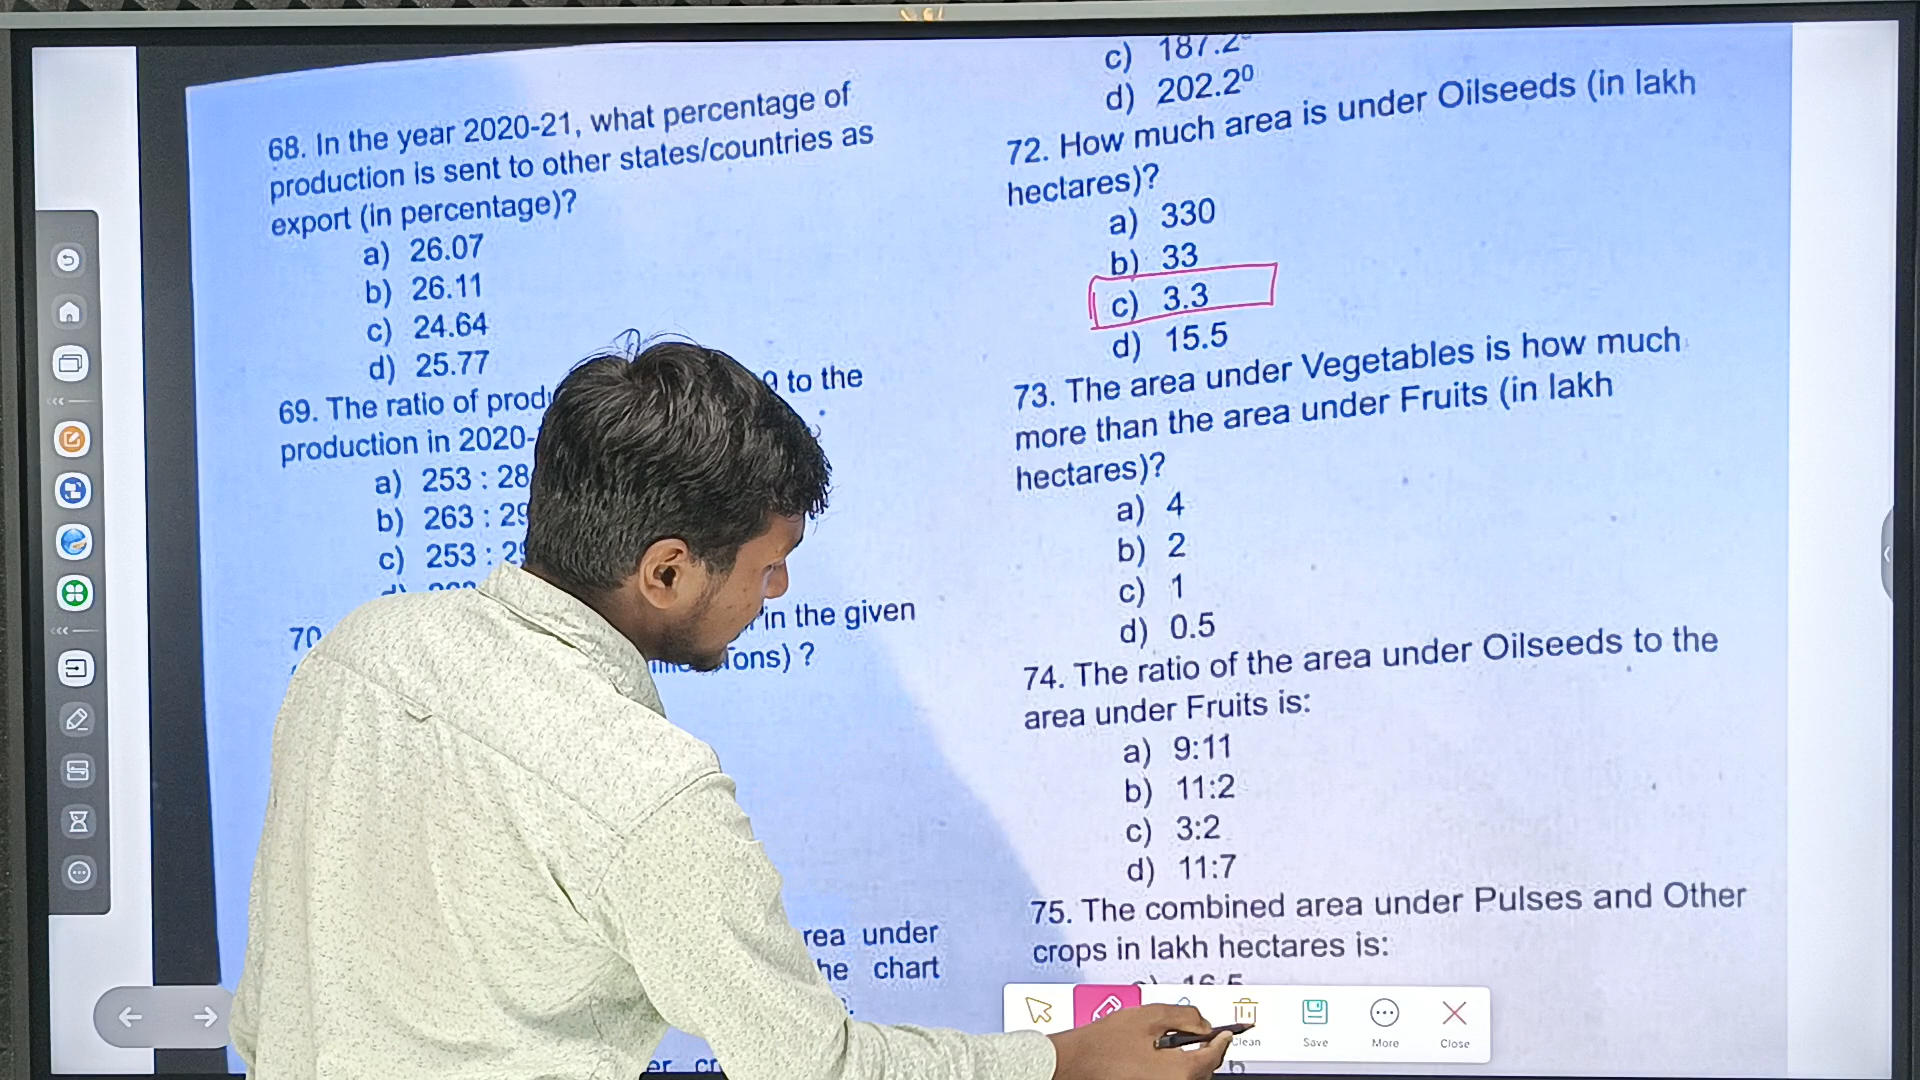 68. In the year 2020-21, what percentage of
production is sent to other states/countries as
export (in percentage)?
a) 26.07
b) 26.11
c) 24.64
d) 25.77
69. The ratio of to the
production in 2020-
a) 253 : 28
b) 263 :
c) 253 :
70 in the given
Tons) ?
under
chart
c) 187.2⁰
d) 202.2⁰
72. How much area is under Oilseeds (in lakh
hectares)?
a) 330
b) 33
c) 3.3
d) 15.5
73. The area under Vegetables is how much
more than the area under Fruits (in lakh
hectares)?
a) 4
b) 2
c) 1
d) 0.5
74. The ratio of the area under Oilseeds to the
area under Fruits is:
a) 9:11
b) 11:2
c) 3:2
d) 11:7
75. The combined area under Pulses and Other
crops in lakh hectares is:
Clean Save More Close